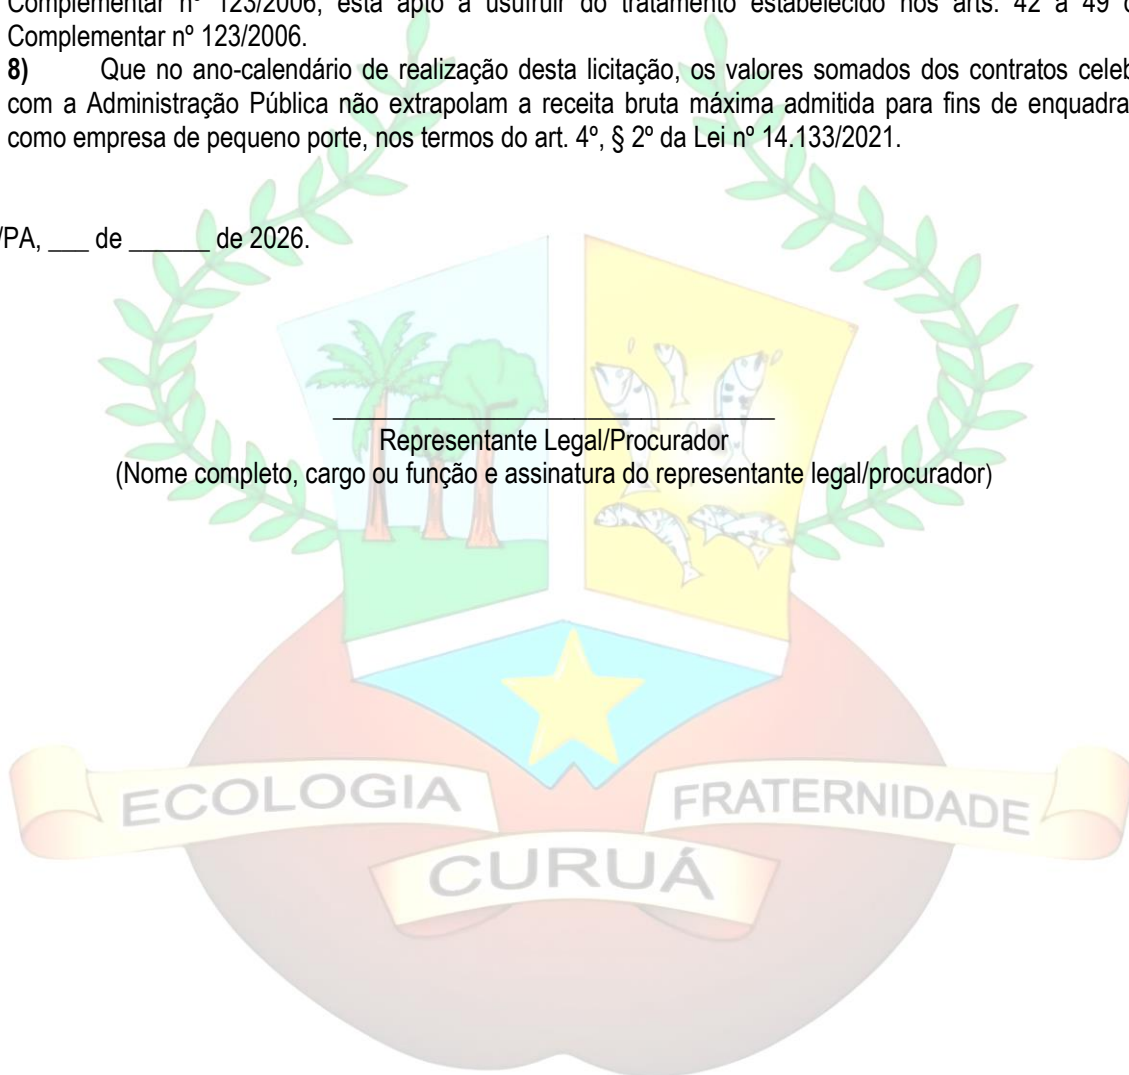 Complementar nº 123/2006, está apto a usufruir do tratamento estabelecido nos arts. 42 a 49 d
Complementar nº 123/2006.
8) Que no ano-calendário de realização desta licitação, os valores somados dos contratos celeb
com a Administração Pública não extrapolam a receita bruta máxima admitida para fins de enquadra
como empresa de pequeno porte, nos termos do art. 4º, § 2º da Lei nº 14.133/2021.
/PA, ___ de ______ de 2026.
Representante Legal/Procurador
(Nome completo, cargo ou função e assinatura do representante legal/procurador)
ECOLOGIA
FRATERNIDADE
CURUÁ